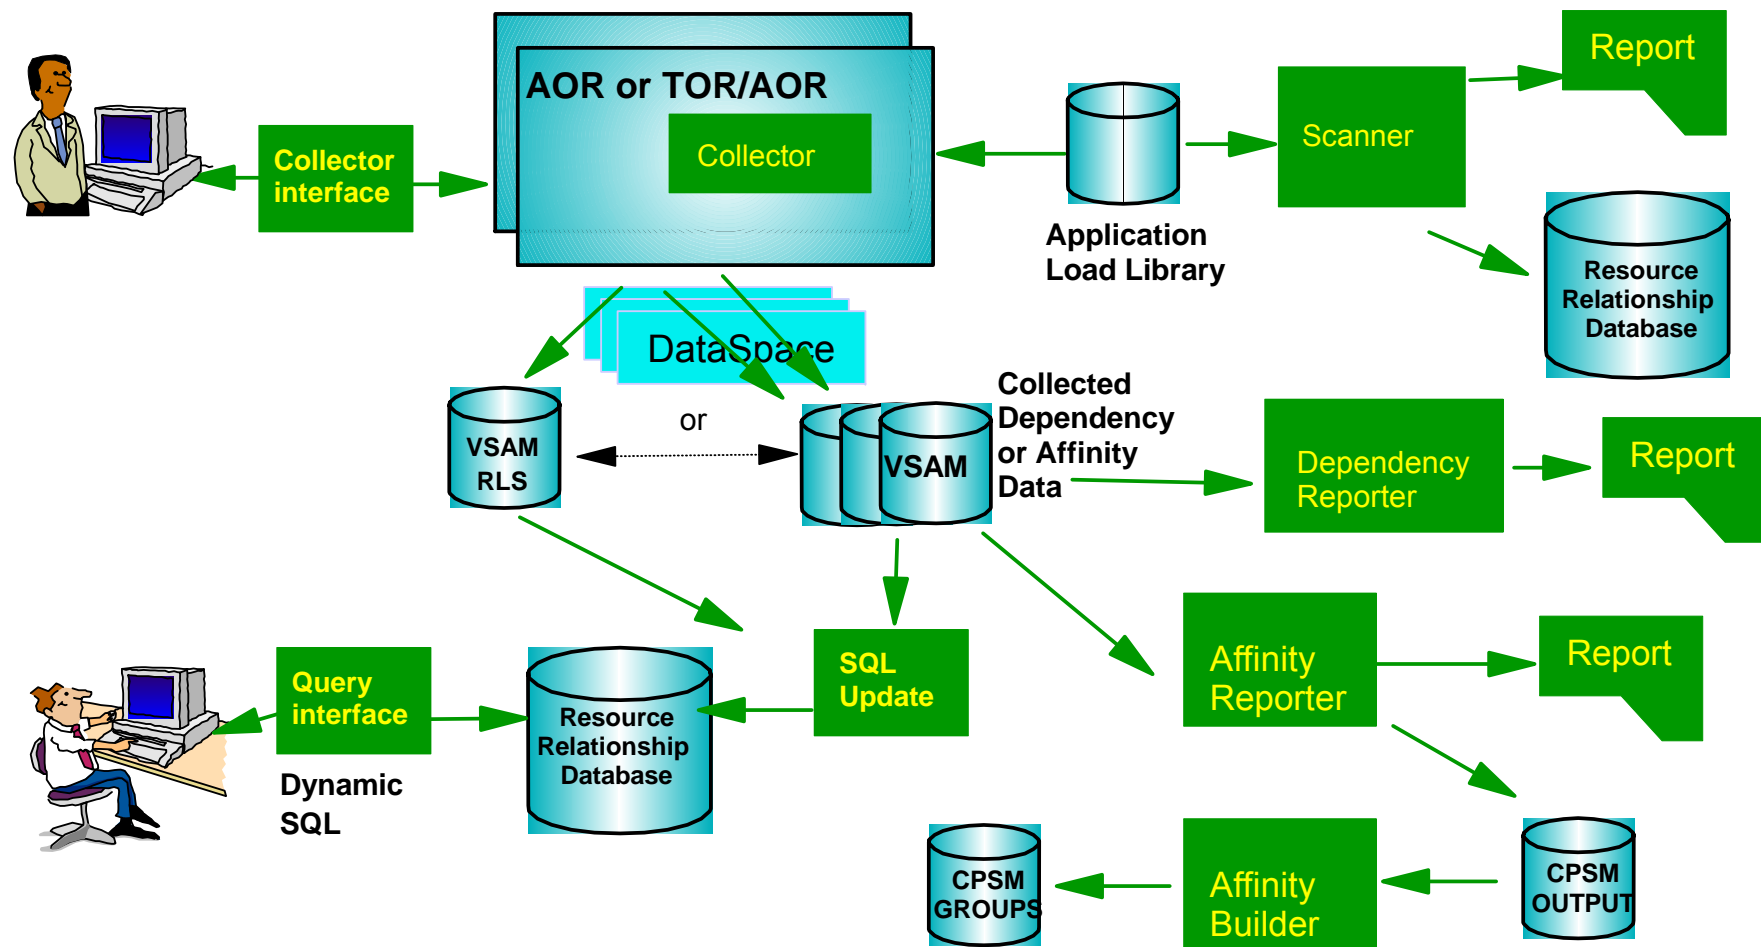 AOR or TOR/AOR
Collector
Collector
interface
Application
Load Library
Scanner
Report
Resource
Relationship
Database
DataSpace
VSAM
RLS
or
VSAM
Collected
Dependency
or Affinity
Data
Dependency
Reporter
Report
Query
interface
Dynamic
SQL
Resource
Relationship
Database
SQL
Update
Affinity
Reporter
Report
CPSM
GROUPS
Affinity
Builder
CPSM
OUTPUT